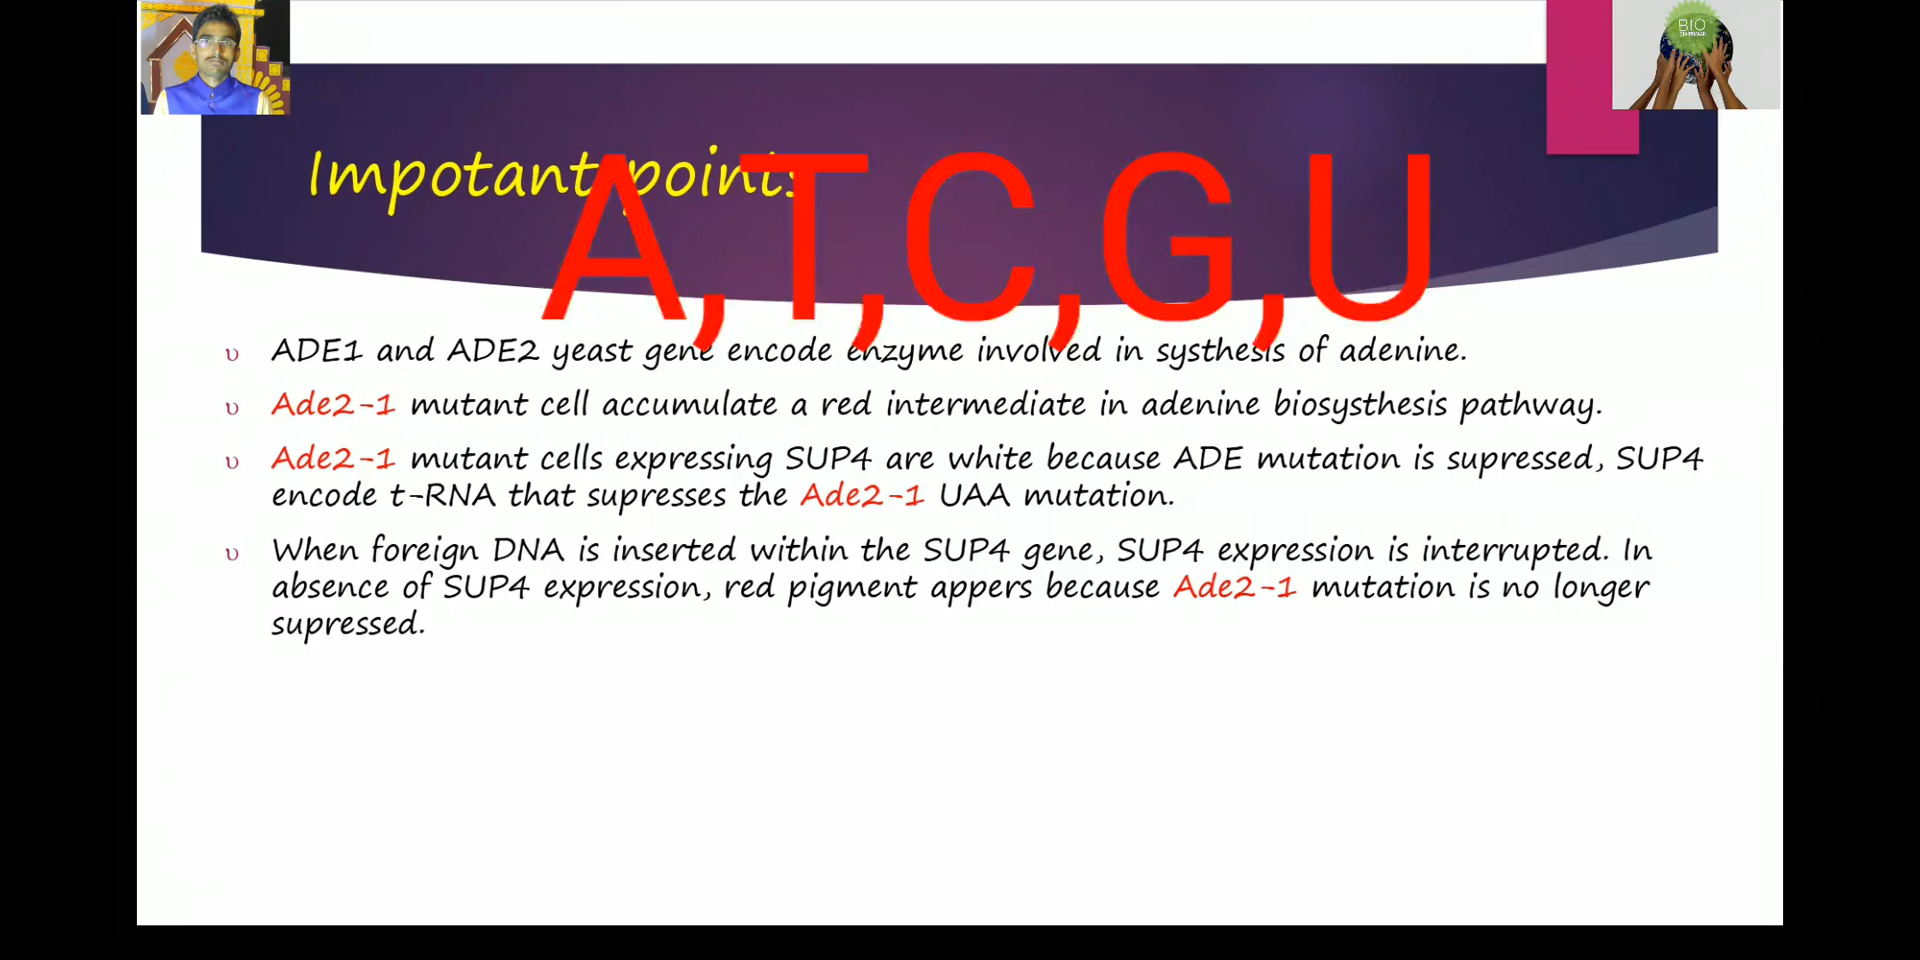 BIO
Impotant points
A,T,C,G,U
υ ADE1 and ADE2 yeast gene encode enzyme involved in systhesis of adenine.
υ Ade2-1 mutant cell accumulate a red intermediate in adenine biosysthesis pathway.
υ Ade2-1 mutant cells expressing SUP4 are white because ADE mutation is supressed, SUP4
encode t-RNA that supresses the Ade2-1 UAA mutation.
υ When foreign DNA is inserted within the SUP4 gene, SUP4 expression is interrupted. In
absence of SUP4 expression, red pigment appers because Ade2-1 mutation is no longer
supressed.